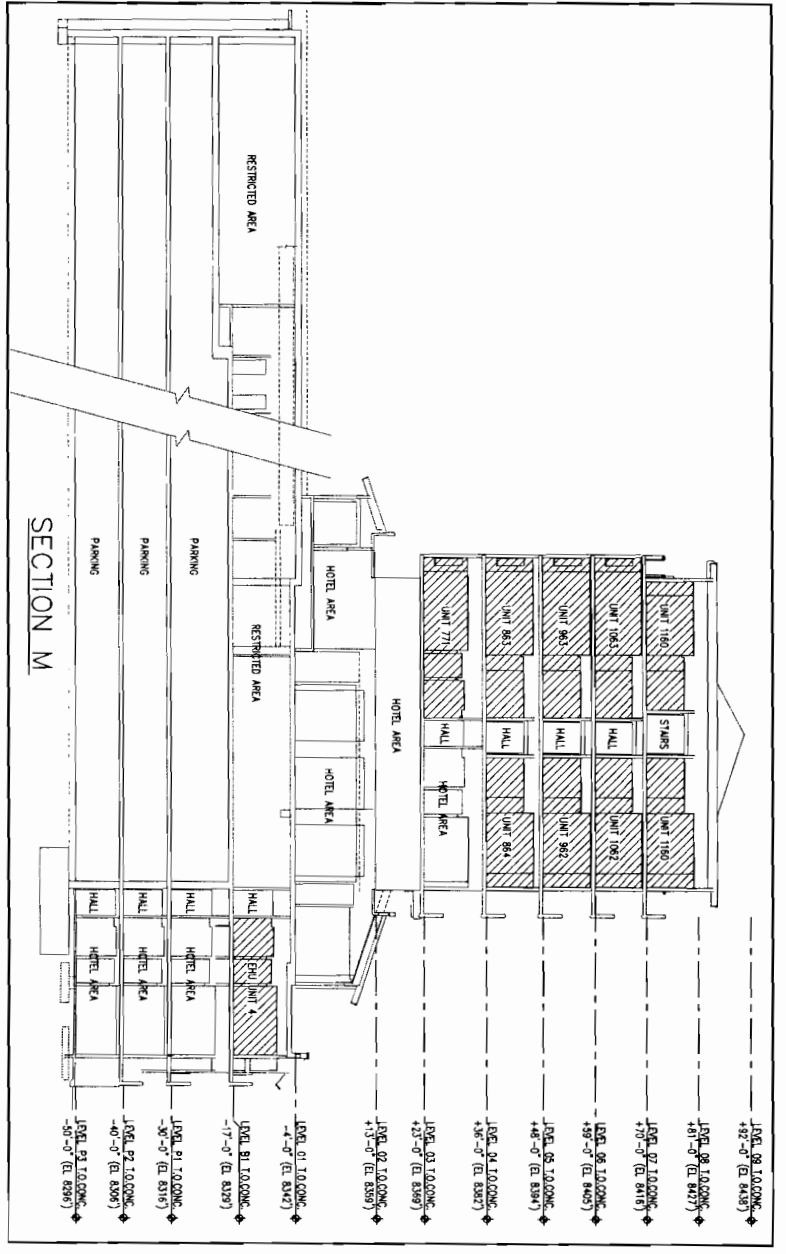 LEVEL 09 T.O.CONC.
+92'-0" (EL 8438')
LEVEL 08 T.O.CONC.
+81'-0" (EL 8427')
LEVEL 07 T.O.CONC.
+70'-0" (EL 8416')
LEVEL 06 T.O.CONC.
+59'-0" (EL 8405')
LEVEL 05 T.O.CONC.
+48'-0" (EL 8394')
LEVEL 04 T.O.CONC.
+36'-0" (EL 8382')
LEVEL 03 T.O.CONC.
+23'-0" (EL 8369')
LEVEL 02 T.O.CONC.
+13'-0" (EL 8359')
LEVEL 01 T.O.CONC.
-4'-0" (EL 8342')
LEVEL B1 T.O.CONC.
-17'-0" (EL 8329')
LEVEL P1 T.O.CONC.
-30'-0" (EL 8316')
LEVEL P2 T.O.CONC.
-40'-0" (EL 8306')
LEVEL P3 T.O.CONC.
-50'-0" (EL 8296')
UNIT 1160
STAIRS
UNIT 1160
UNIT 1063
HALL
UNIT 1062
UNIT 963
HALL
UNIT 962
UNIT 863
HALL
UNIT 864
UNIT 771
HALL
HOTEL AREA
HOTEL AREA
HOTEL AREA
HOTEL AREA
RESTRICTED AREA
RESTRICTED AREA
HALL
EHU UNIT 4
PARKING
HALL
HOTEL AREA
PARKING
HALL
HOTEL AREA
PARKING
HALL
HOTEL AREA
SECTION M